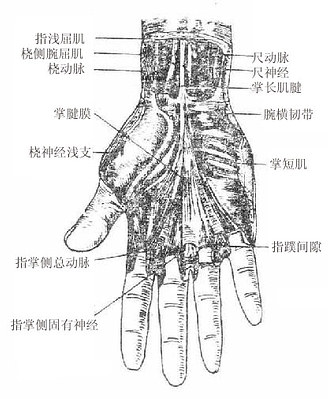 指浅屈肌
桡侧腕屈肌
桡动脉
尺动脉
尺神经
掌长肌腱
掌腱膜
腕横韧带
桡神经浅支
掌短肌
指蹼间隙
指掌侧总动脉
指掌侧固有神经